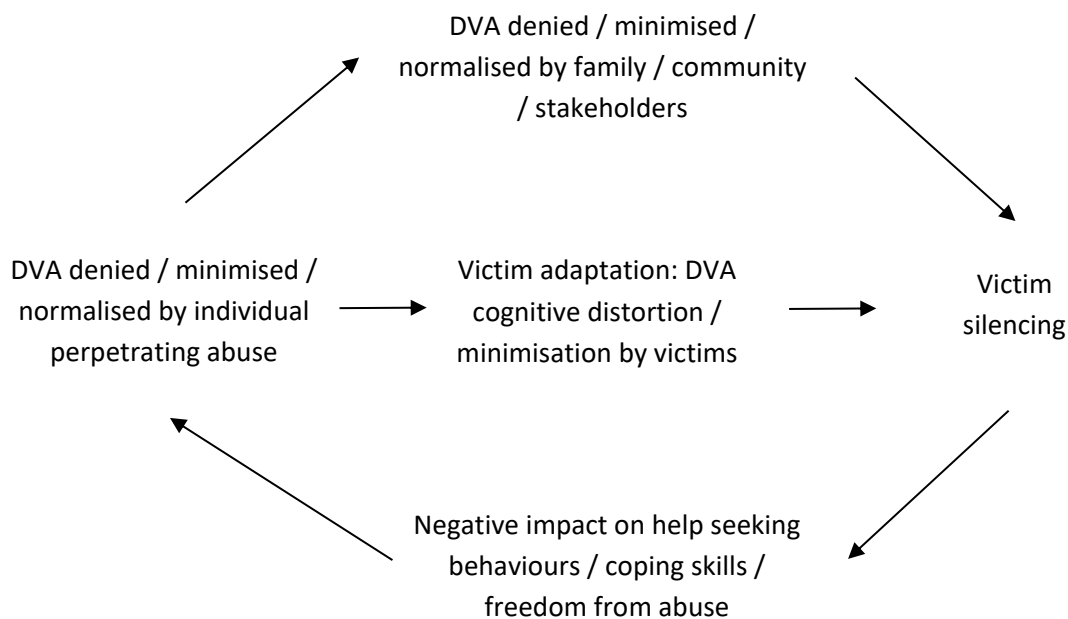 DVA denied / minimised /
normalised by family / community
/ stakeholders
DVA denied / minimised /
normalised by individual
perpetrating abuse
Victim adaptation: DVA
cognitive distortion /
minimisation by victims
Victim
silencing
Negative impact on help seeking
behaviours / coping skills /
freedom from abuse